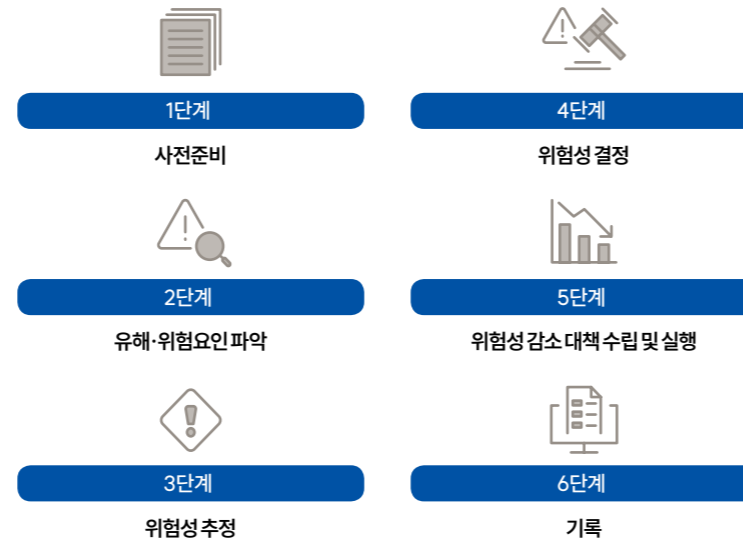 1단계
사전준비
2단계
유해·위험요인 파악
3단계
위험성 추정
4단계
위험성 결정
5단계
위험성 감소 대책 수립 및 실행
6단계
기록